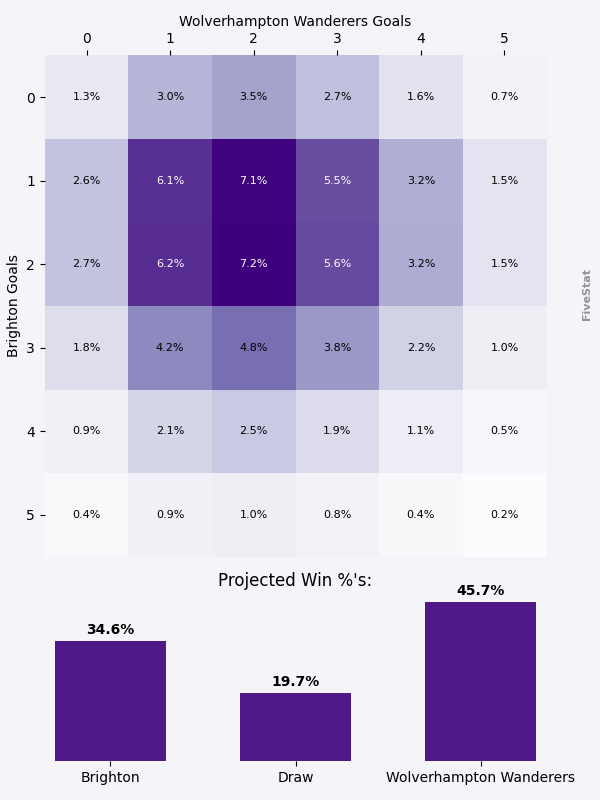 Wolverhampton Wanderers Goals
0 1 2 3 4 5
0 1.3% 3.0% 3.5% 2.7% 1.6% 0.7%
1 2.6% 6.1% 7.1% 5.5% 3.2% 1.5%
2 2.7% 6.2% 7.2% 5.6% 3.2% 1.5%
3 1.8% 4.2% 4.8% 3.8% 2.2% 1.0%
4 0.9% 2.1% 2.5% 1.9% 1.1% 0.5%
5 0.4% 0.9% 1.0% 0.8% 0.4% 0.2%
Brighton Goals
FiveStat
Projected Win %'s:
34.6% 19.7% 45.7%
Brighton Draw Wolverhampton Wanderers